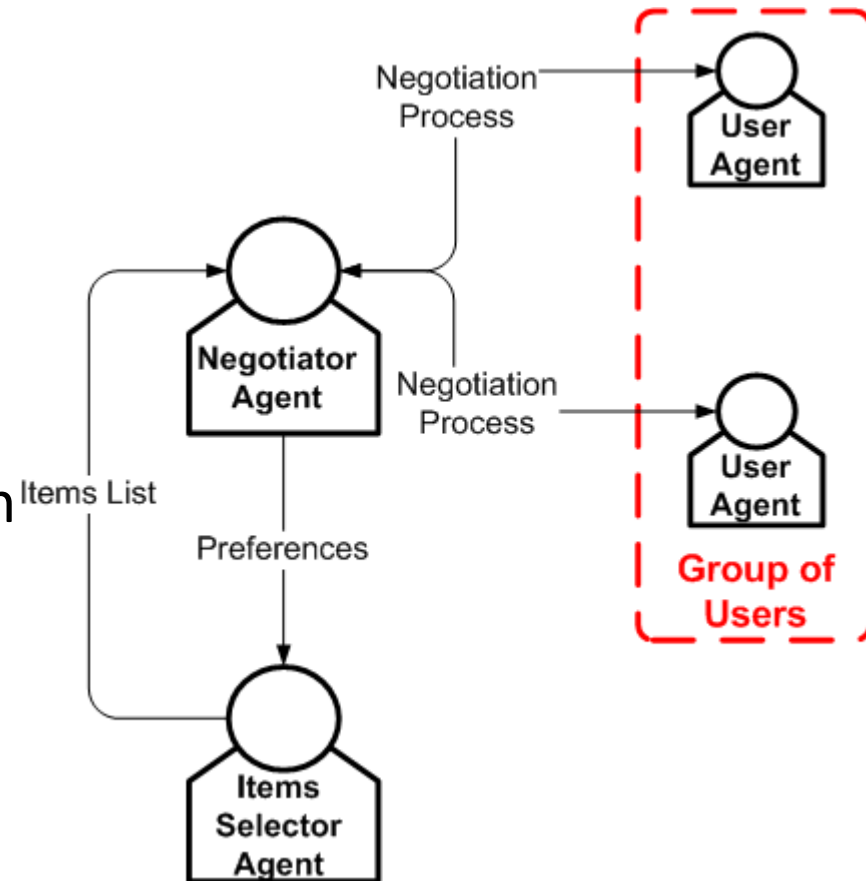 Negotiation
Process
User
Agent
Negotiator
Agent
Negotiation
Process
User
Agent
n
Items List
Preferences
Group of
Users
Items
Selector
Agent